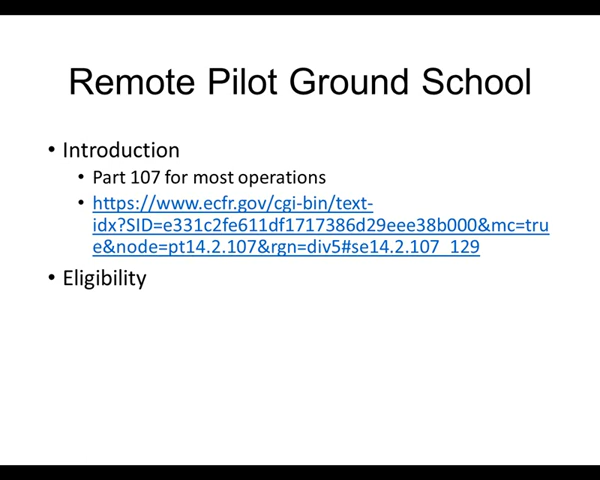 Remote Pilot Ground School
• Introduction
• Part 107 for most operations
• https://www.ecfr.gov/cgi-bin/text-
idx?SID=e331c2fe611df1717386d29eee38b000&mc=tru
e&node=pt14.2.107&rgn=div5#se14.2.107_129
• Eligibility